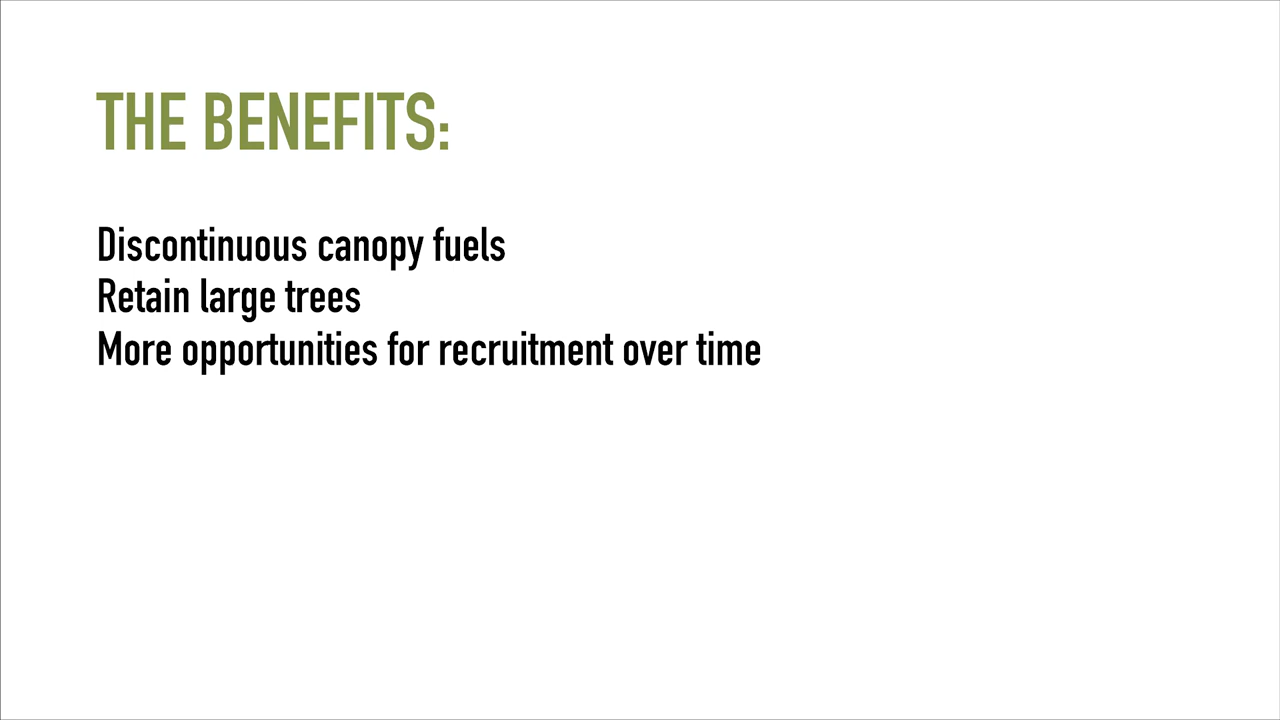 THE BENEFITS:
Discontinuous canopy fuels
Retain large trees
More opportunities for recruitment over time